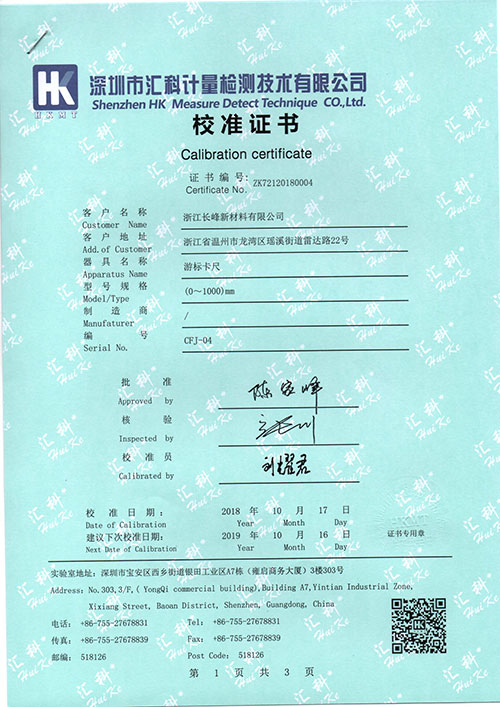 HK
HKMT
深圳市汇科计量检测技术有限公司
Shenzhen HK Measure Detect Technique CO.,Ltd.
校准证书
Calibration certificate
证书编号:
Certificate No. ZK72120180004
客户名称 浙江长峰新材料有限公司
Customer Name
客户地址 浙江省温州市龙湾区瑶溪街道雷达路22号
Add.of Customer
器具名称 游标卡尺
Apparatus Name
型号规格 (0～1000)mm
Model/Type
制造商 /
Manufaturer
编号 CFJ-04
Serial No.
批准
Approved by 陈家峰
核验
Inspected by
校准员 刘耀君
Calibrated by
校准日期: 2018 年 10 月 17 日
Date of Calibration Year Month Day
建议下次校准日期: 2019 年 10 月 16 日
Next Date of Calibration Year Month Day
证书专用章
实验室地址: 深圳市宝安区西乡街道银田工业区A7栋(雍启商务大厦)3楼303号
Address: No.303,3/F,( YongQi commercial building),Building A7,Yintian Industrial Zone,
Xixiang Street, Baoan District, Shenzhen, Guangdong, China
电话: +86-755-27678831 Tel: +86-755-27678831
传真: +86-755-27678839 Fax: +86-755-27678839
邮编: 518126 Post Code: 518126
第 1 页 共 3 页
汇科
HuiKe